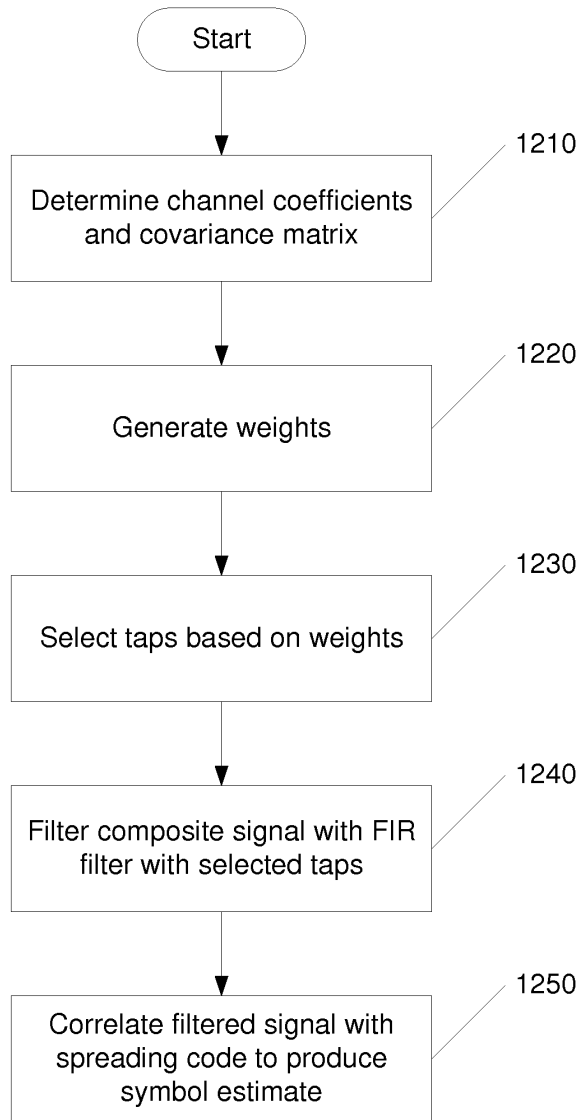 Start
1210
Determine channel coefficients
and covariance matrix
1220
Generate weights
1230
Select taps based on weights
1240
Filter composite signal with FIR
filter with selected taps
1250
Correlate filtered signal with
spreading code to produce
symbol estimate